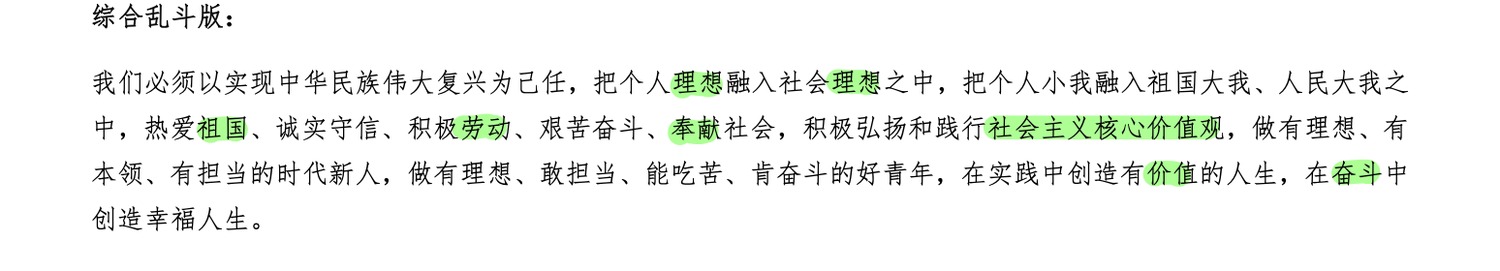 综合乱斗版：
我们必须以实现中华民族伟大复兴为己任，把个人理想融入社会理想之中，把个人小我融入祖国大我、人民大我之
中，热爱祖国、诚实守信、积极劳动、艰苦奋斗、奉献社会，积极弘扬和践行社会主义核心价值观，做有理想、有
本领、有担当的时代新人，做有理想、敢担当、能吃苦、肯奋斗的好青年，在实践中创造有价值的人生，在奋斗中
创造幸福人生。